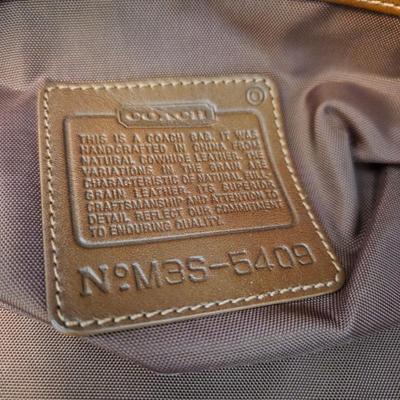 COACH
®
THIS IS A COACH BAG. IT WAS
HANDCRAFTED IN CHINA FROM
NATURAL COWHIDE LEATHER. THE
VARIATIONS IN THE GRAIN ARE
CHARACTERISTIC OF NATURAL FULL
GRAIN LEATHER. ITS SUPERIOR
CRAFTSMANSHIP AND ATTENTION TO
DETAIL REFLECT OUR COMMITMENT
TO ENDURING QUALITY.
Nº M3S-5409